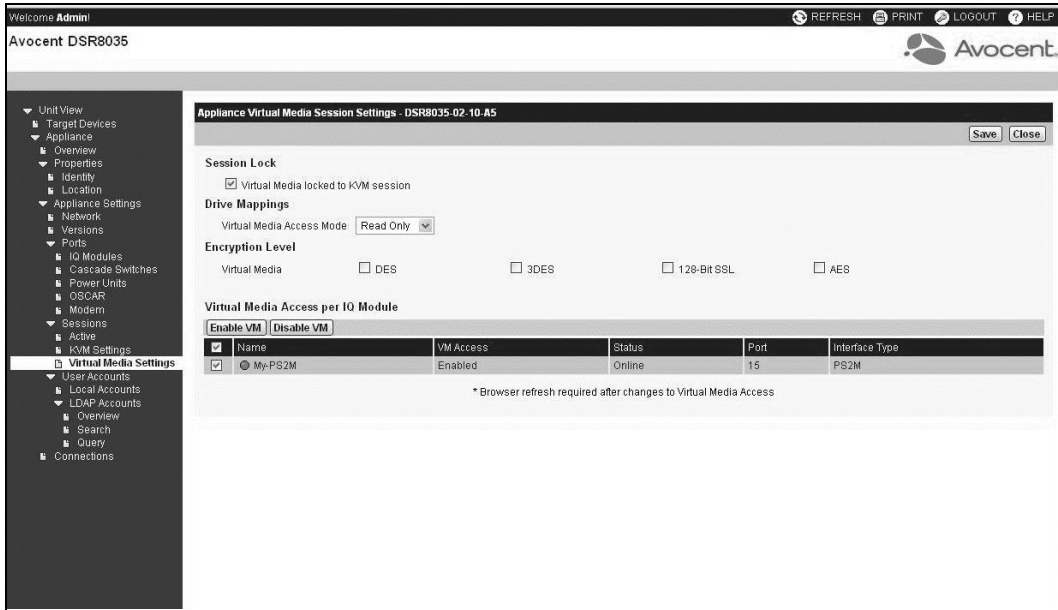 Welcome Admin!
REFRESH PRINT LOGOUT HELP
Avocent DSR8035
Avocent.
Unit View
Target Devices
Appliance
Overview
Properties
Identity
Location
Appliance Settings
Network
Versions
Ports
IQ Modules
Cascade Switches
Power Units
OSCAR
Modem
Sessions
Active
KVM Settings
Virtual Media Settings
User Accounts
Local Accounts
LDAP Accounts
Overview
Search
Query
Connections
Appliance Virtual Media Session Settings - DSR8035-02-10-A5
Save Close
Session Lock
Virtual Media locked to KVM session
Drive Mappings
Virtual Media Access Mode Read Only
Encryption Level
Virtual Media DES 3DES 128-Bit SSL AES
Virtual Media Access per IQ Module
Enable VM Disable VM
Name VM Access Status Port Interface Type
My-PS2M Enabled Online 15 PS2M
* Browser refresh required after changes to Virtual Media Access